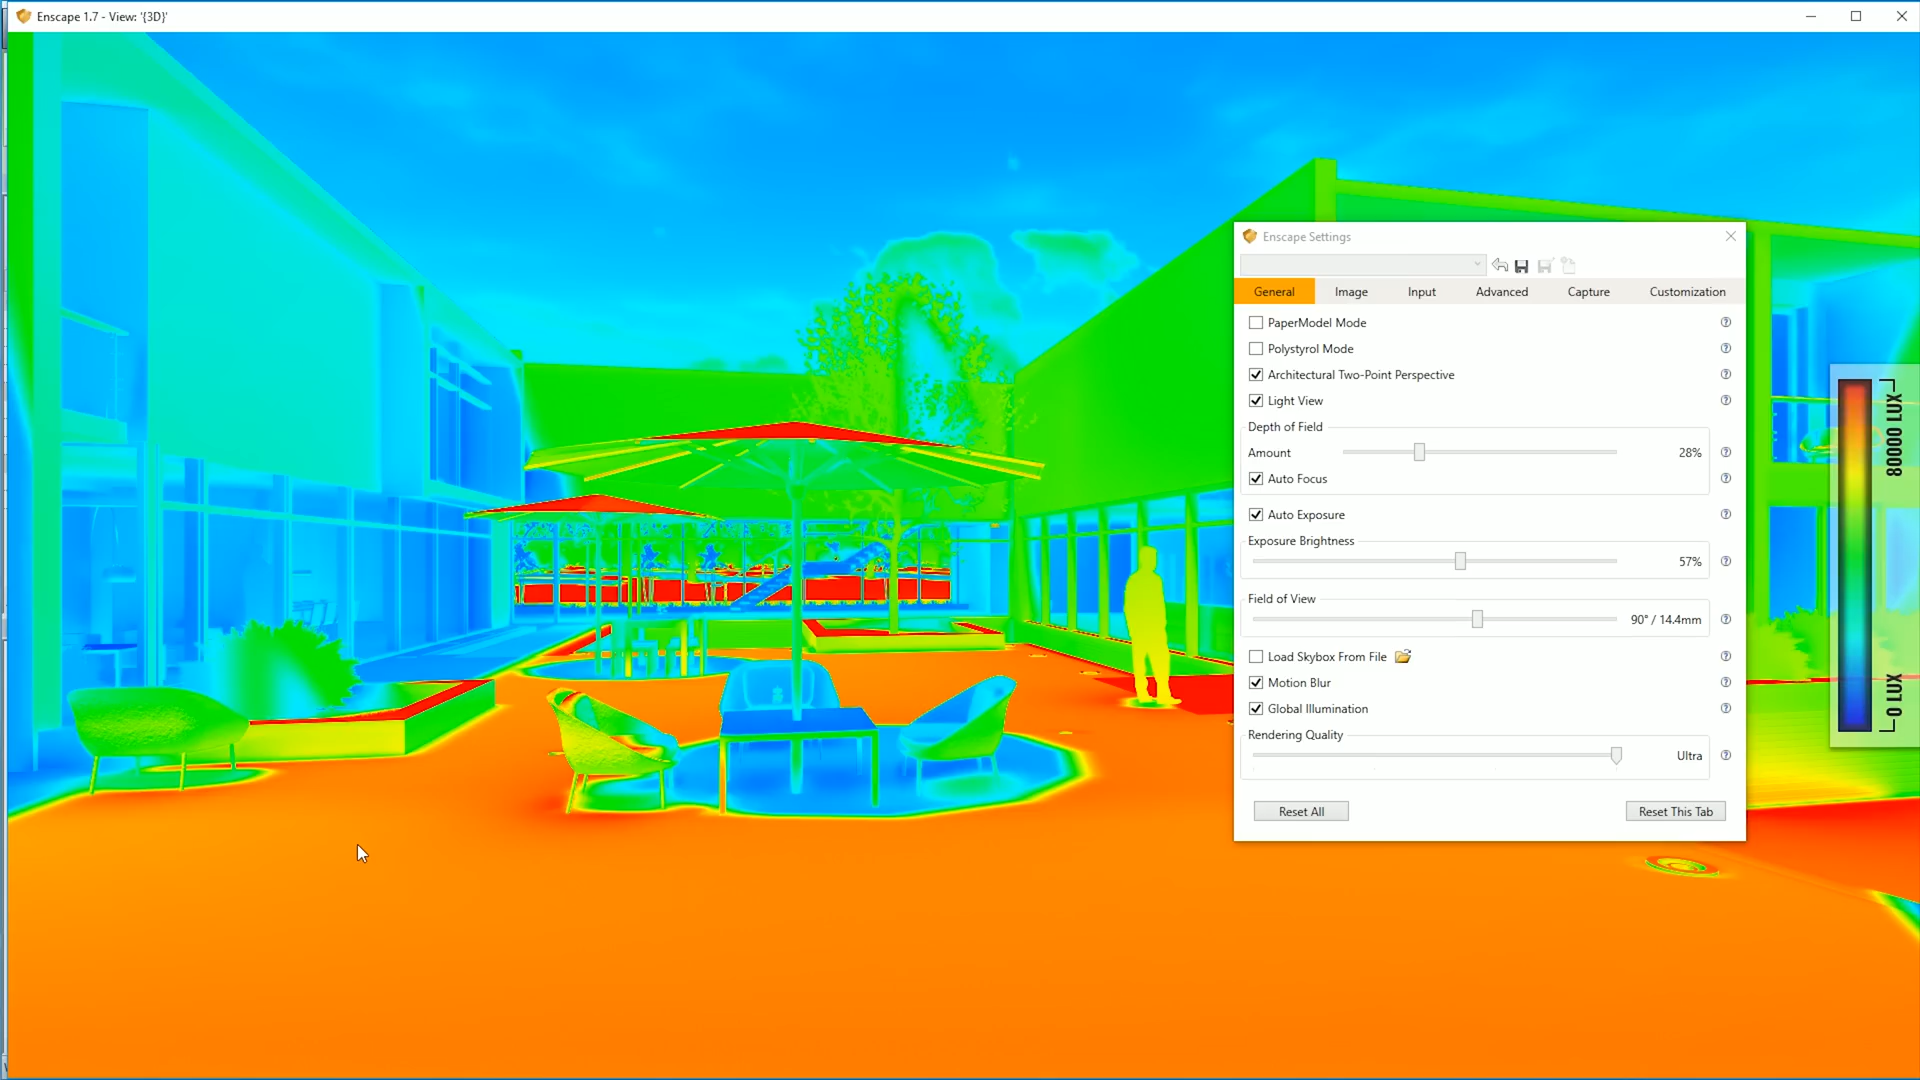 Enscape 1.7 - View: '{3D}'
Enscape Settings
General Image Input Advanced Capture Customization
PaperModel Mode
Polystyrol Mode
Architectural Two-Point Perspective
Light View
Depth of Field
Amount 28%
Auto Focus
Auto Exposure
Exposure Brightness
57%
Field of View
90° / 14.4mm
Load Skybox From File
Motion Blur
Global Illumination
Rendering Quality
Ultra
Reset All Reset This Tab
80000 LUX
0 LUX